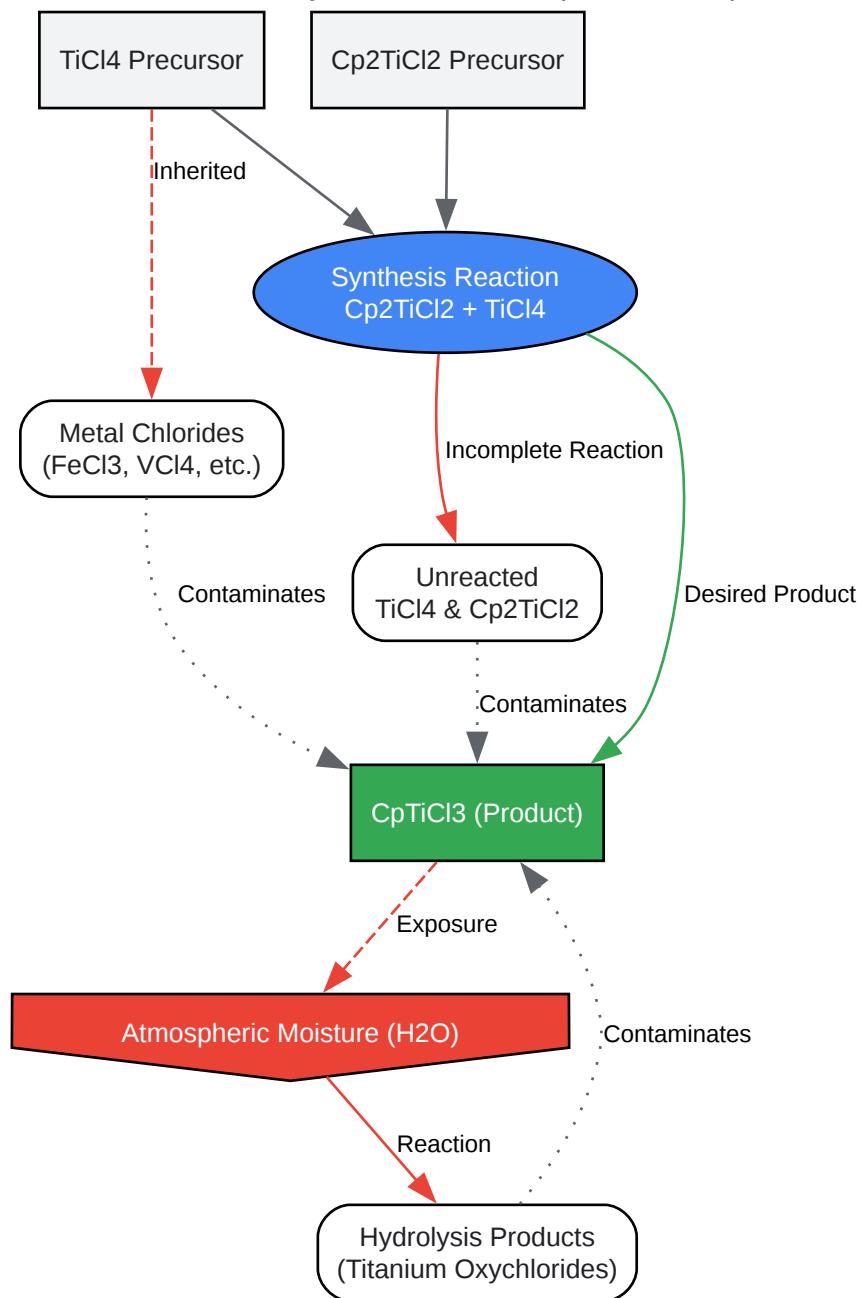 TiCl4 Precursor
Cp2TiCl2 Precursor
Inherited
Synthesis Reaction
Cp2TiCl2 + TiCl4
Metal Chlorides
(FeCl3, VCl4, etc.)
Incomplete Reaction
Unreacted
TiCl4 & Cp2TiCl2
Contaminates
Desired Product
Contaminates
CpTiCl3 (Product)
Exposure
Atmospheric Moisture (H2O)
Contaminates
Reaction
Hydrolysis Products
(Titanium Oxychlorides)